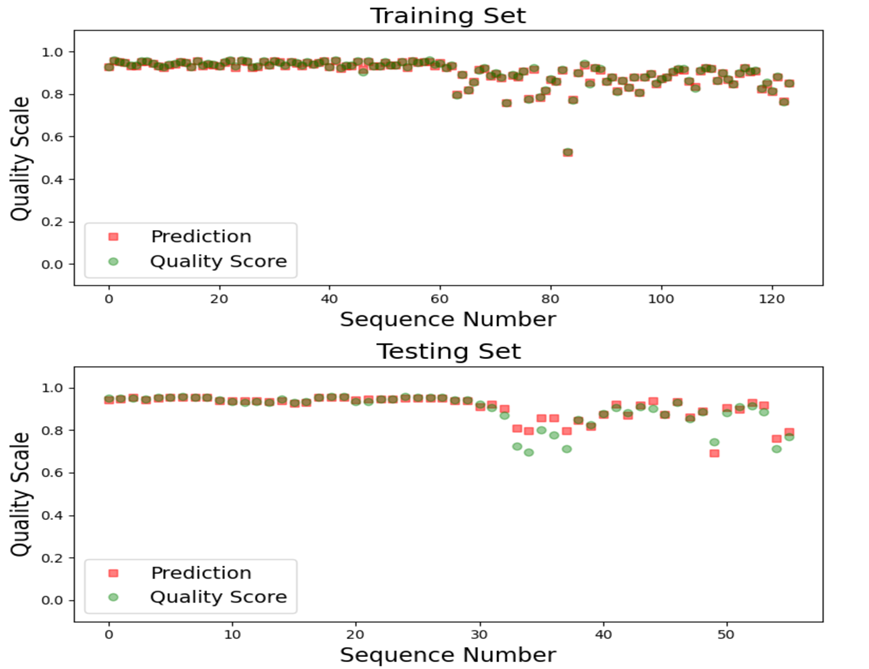 Training Set
Quality Scale
1.0
0.8
0.6
0.4
0.2
0.0
Prediction
Quality Score
0 20 40 60 80 100 120
Sequence Number
Testing Set
Quality Scale
1.0
0.8
0.6
0.4
0.2
0.0
Prediction
Quality Score
0 10 20 30 40 50
Sequence Number